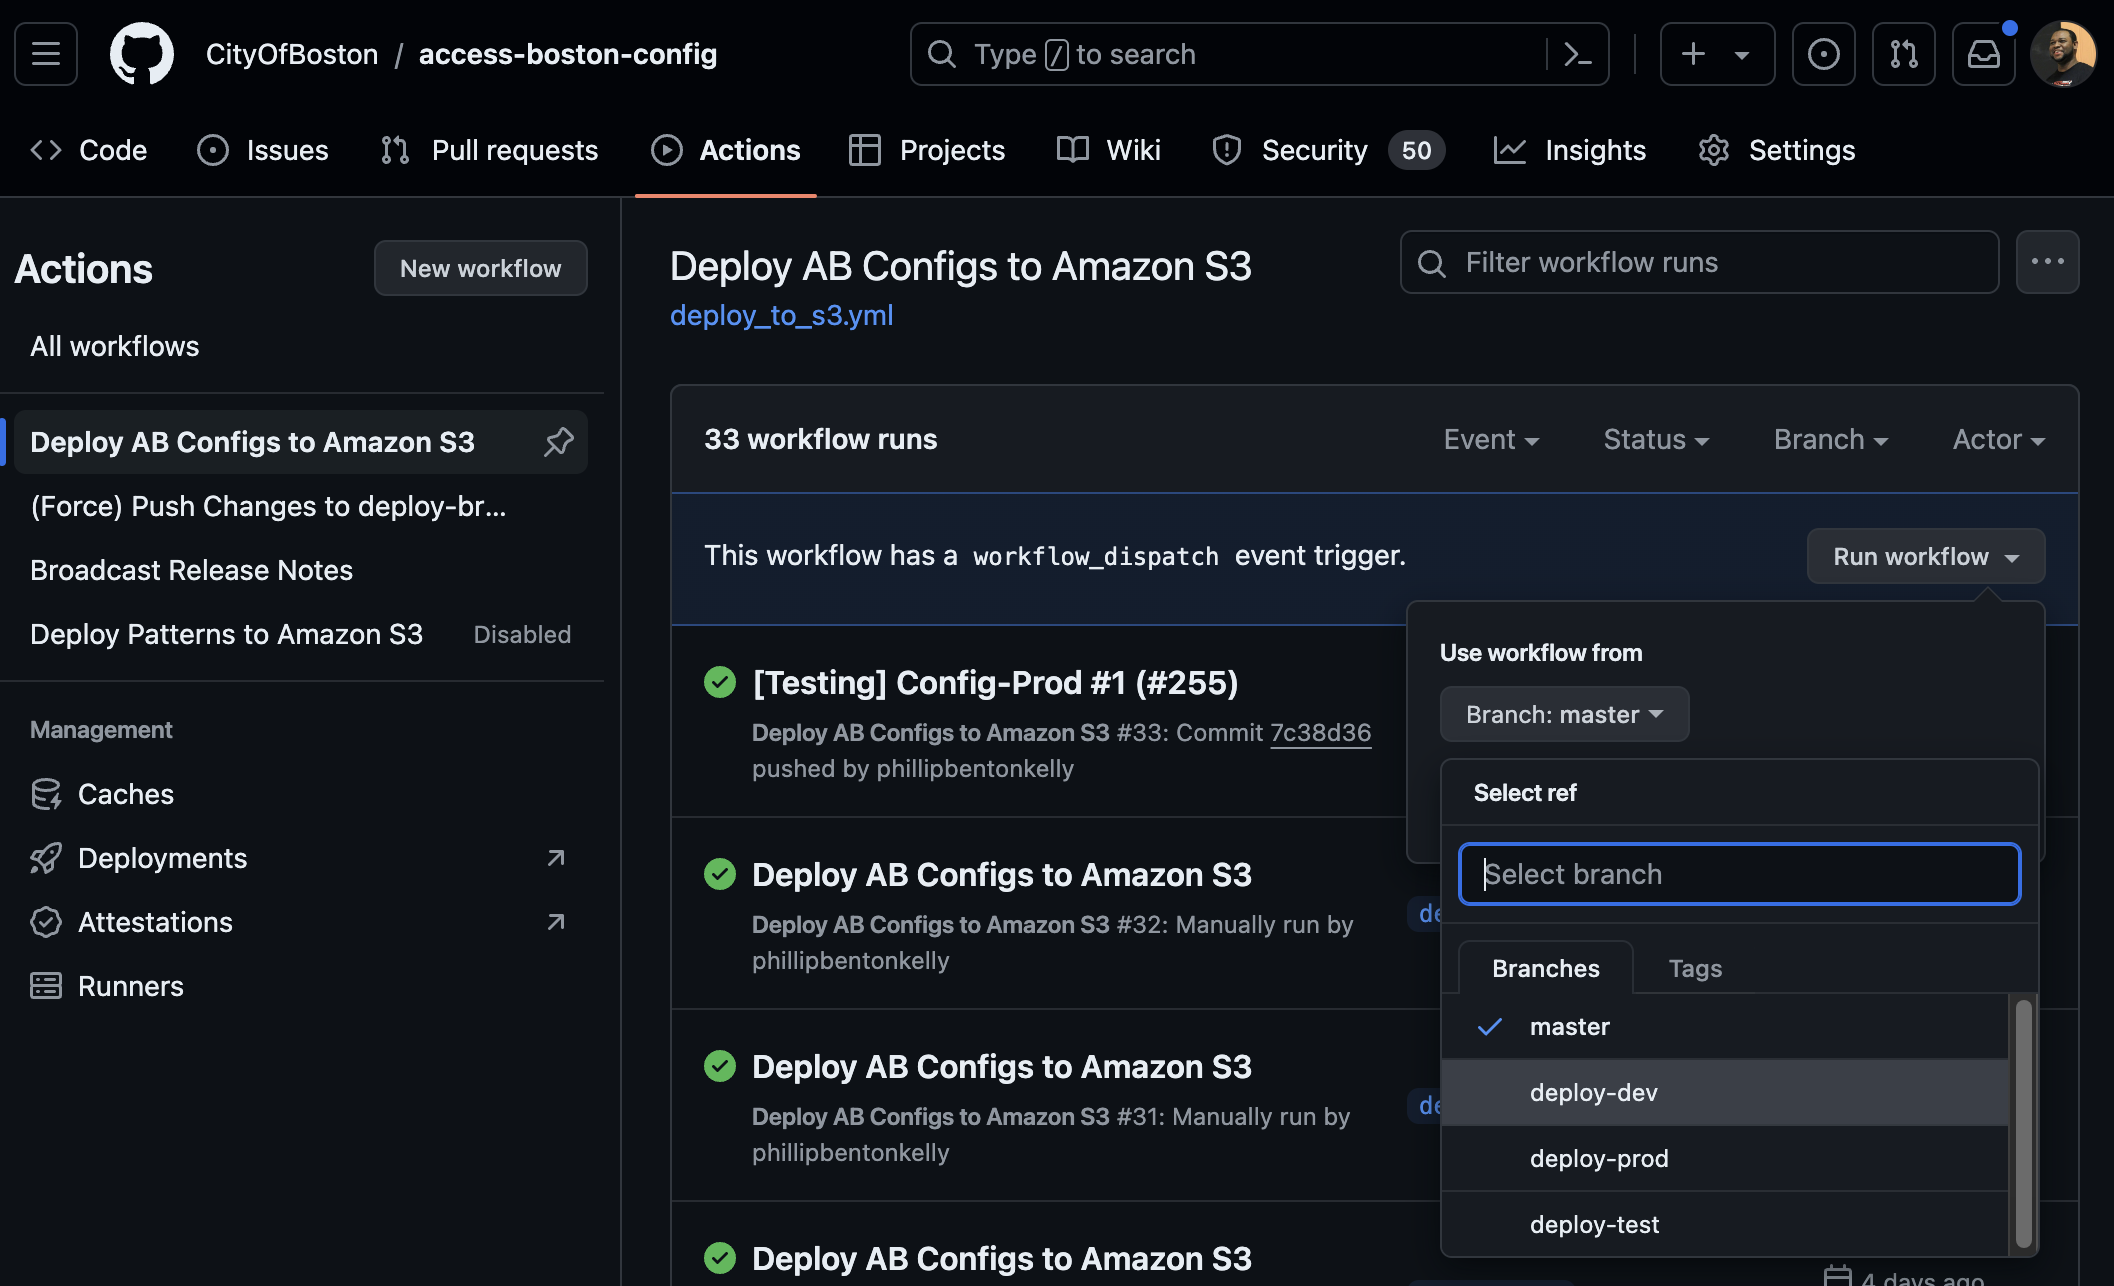 CityOfBoston / access-boston-config
Type / to search
Code
Issues
Pull requests
Actions
Projects
Wiki
Security 50
Insights
Settings
Actions
New workflow
All workflows
Deploy AB Configs to Amazon S3
(Force) Push Changes to deploy-br...
Broadcast Release Notes
Deploy Patterns to Amazon S3 Disabled
Management
Caches
Deployments
Attestations
Runners
Deploy AB Configs to Amazon S3
deploy_to_s3.yml
Filter workflow runs
33 workflow runs
Event
Status
Branch
Actor
This workflow has a workflow_dispatch event trigger.
Run workflow
[Testing] Config-Prod #1 (#255)
Deploy AB Configs to Amazon S3 #33: Commit 7c38d36
pushed by phillipbentonkelly
Deploy AB Configs to Amazon S3
Deploy AB Configs to Amazon S3 #32: Manually run by
phillipbentonkelly
de
Deploy AB Configs to Amazon S3
Deploy AB Configs to Amazon S3 #31: Manually run by
phillipbentonkelly
de
Deploy AB Configs to Amazon S3
4 days ago
Use workflow from
Branch: master
Select ref
Select branch
Branches
Tags
master
deploy-dev
deploy-prod
deploy-test